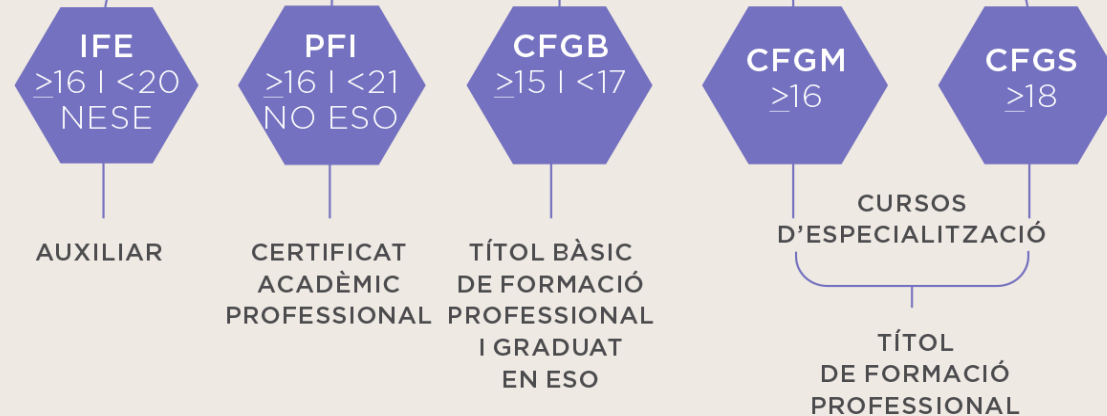 IFE
≥16 | <20
NESE
PFI
≥16 | <21
NO ESO
CFGB
≥15 | <17
CFGM
≥16
CFGS
≥18
AUXILIAR
CERTIFICAT
ACADÈMIC
PROFESSIONAL
TÍTOL BÀSIC
DE FORMACIÓ
PROFESSIONAL
I GRADUAT
EN ESO
CURSOS
D’ESPECIALITZACIÓ
TÍTOL
DE FORMACIÓ
PROFESSIONAL